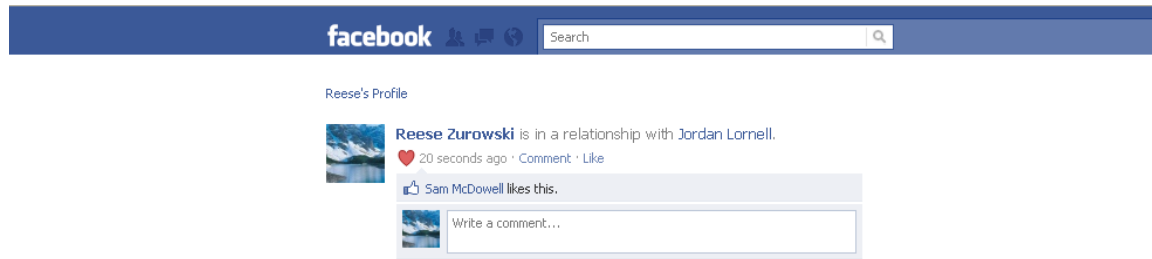 facebook Search
Reese's Profile
Reese Zurowski is in a relationship with Jordan Lornell.
20 seconds ago · Comment · Like
Sam McDowell likes this.
Write a comment...